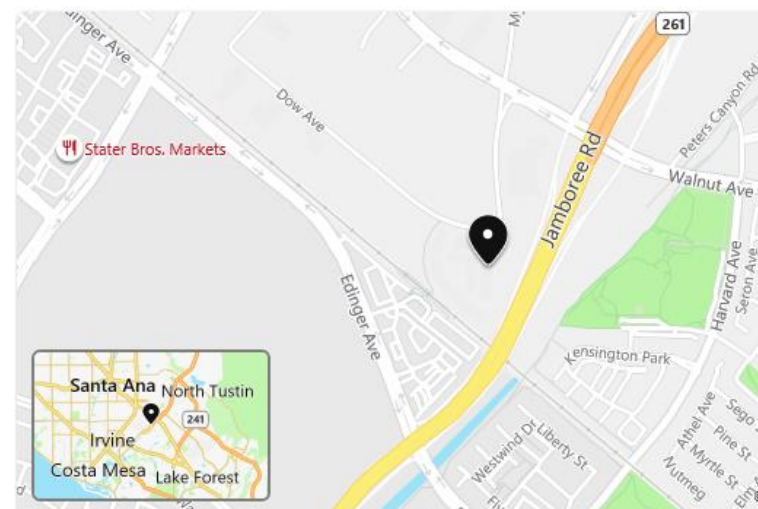 261
Edinger Ave
Dow Ave
Peters Canyon Rd
Stater Bros. Markets
Jamboree Rd
Walnut Ave
Harvard Ave
Seron Ave
Edinger Ave
Kensington Park
Santa Ana
North Tustin
241
Irvine
Costa Mesa
Lake Forest
Westwind Dr
Liberty St
Athel Ave
Sego S
Pine St
Myrtle St
Nutmeg
Elm A